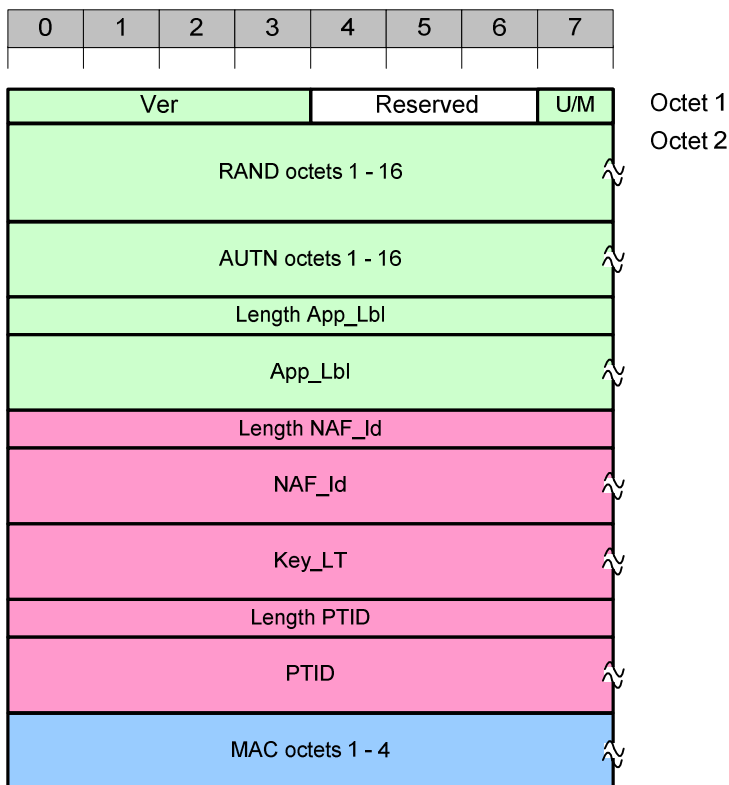 0 1 2 3 4 5 6 7
Ver Reserved U/M Octet 1
Octet 2
RAND octets 1 - 16
AUTN octets 1 - 16
Length App_Lbl
App_Lbl
Length NAF_Id
NAF_Id
Key_LT
Length PTID
PTID
MAC octets 1 - 4